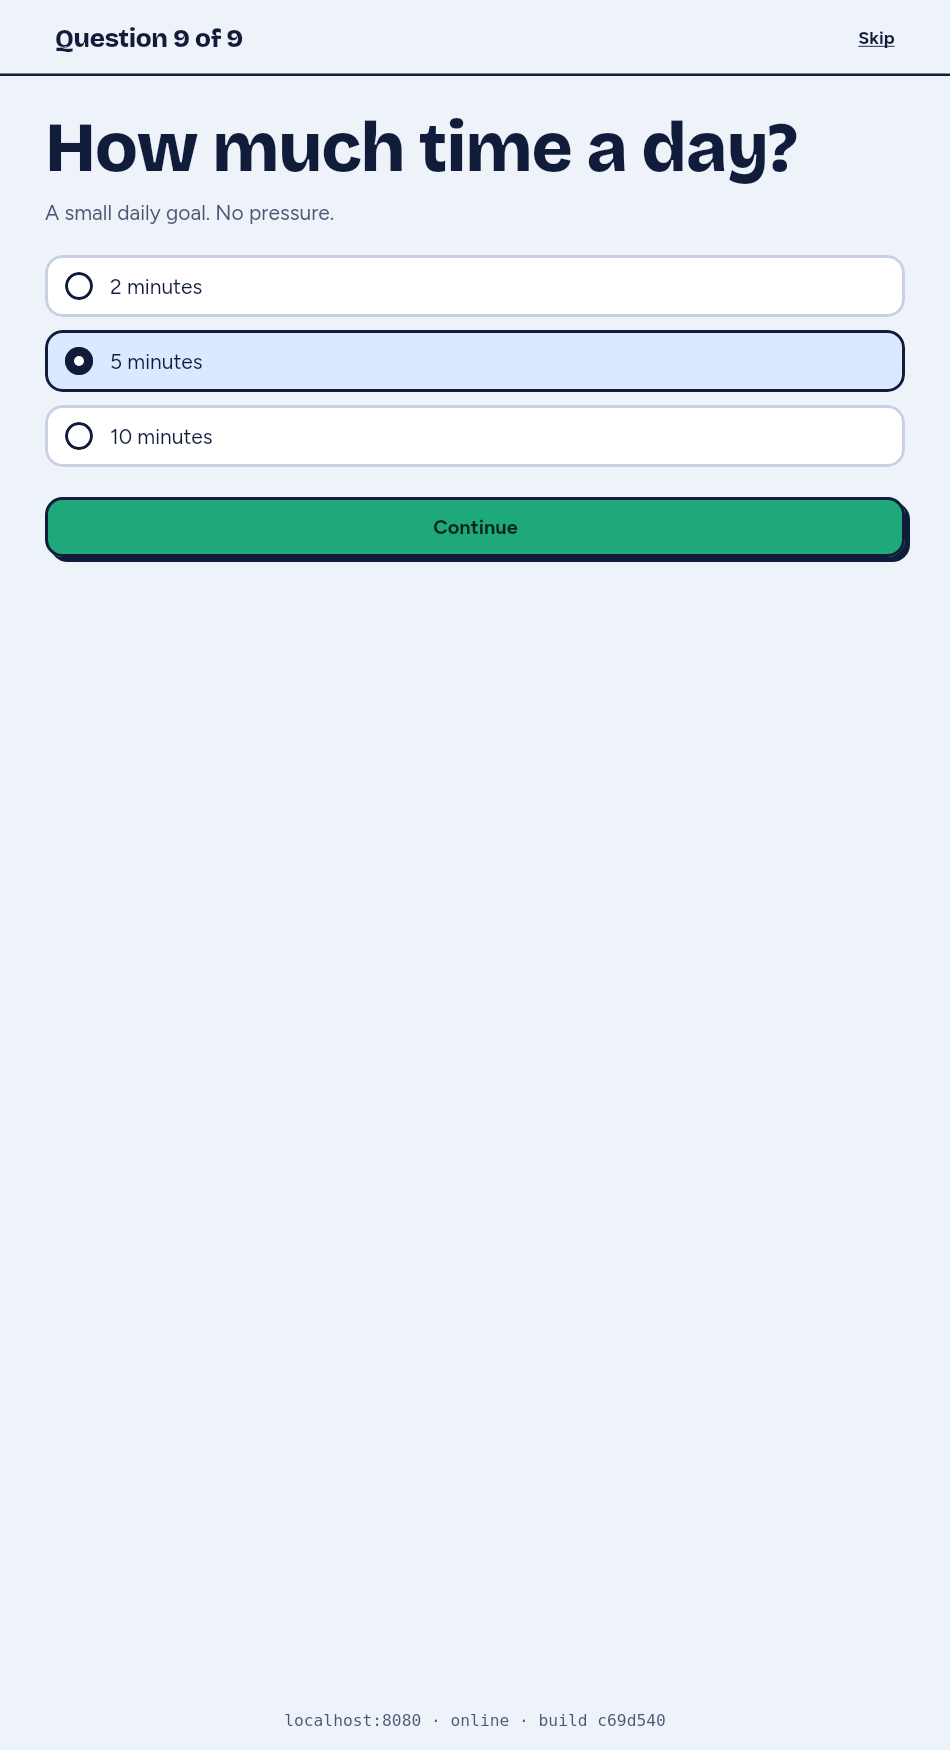 Question 9 of 9
Skip
How much time a day?
A small daily goal. No pressure.
2 minutes
5 minutes
10 minutes
Continue
localhost:8080 · online · build c69d540